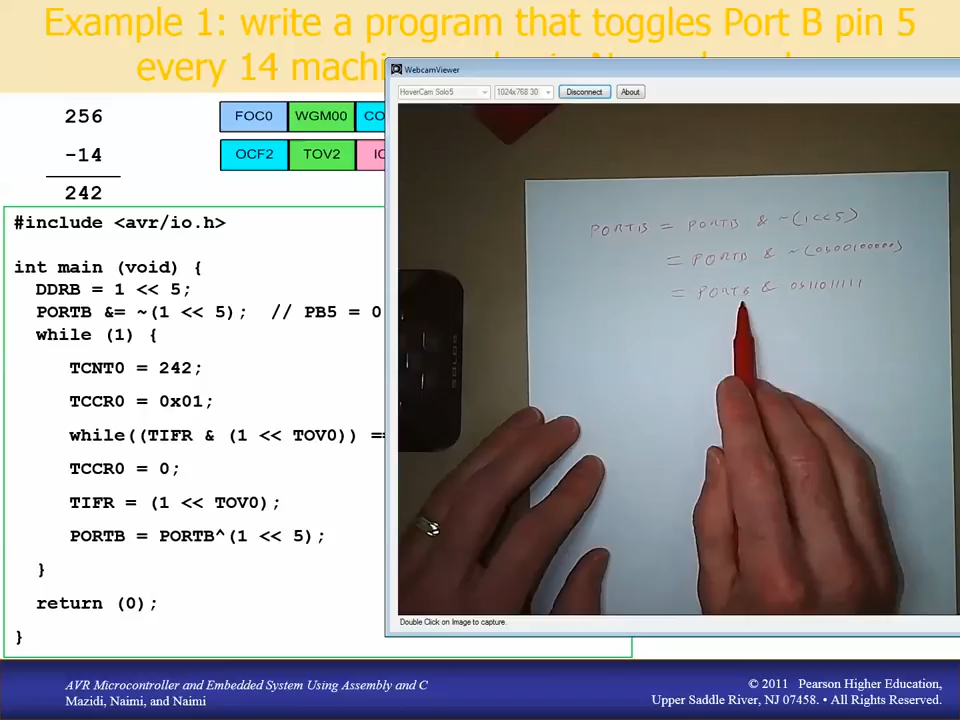 Example 1: write a program that toggles Port B pin 5
every 14 machi
256
-14
242
FOC0 WGM00 CO
OCF2 TOV2 IC
#include <avr/io.h>
int main (void) {
DDRB = 1 << 5;
PORTB &= ~(1 << 5);  // PB5 = 0
while (1) {
TCNT0 = 242;
TCCR0 = 0x01;
while((TIFR & (1 << TOV0)) ==
TCCR0 = 0;
TIFR = (1 << TOV0);
PORTB = PORTB^(1 << 5);
}
return (0);
}
WebcamViewer
HoverCam Solo5 1024x768 30 Disconnect About
PORTB = PORTB & ~(1<<5)
= PORTB & ~(0b00100000)
= PORTB & 0b11011111
SOLO5
Double Click on Image to capture.
AVR Microcontroller and Embedded System Using Assembly and C
Mazidi, Naimi, and Naimi
© 2011 Pearson Higher Education,
Upper Saddle River, NJ 07458. • All Rights Reserved.